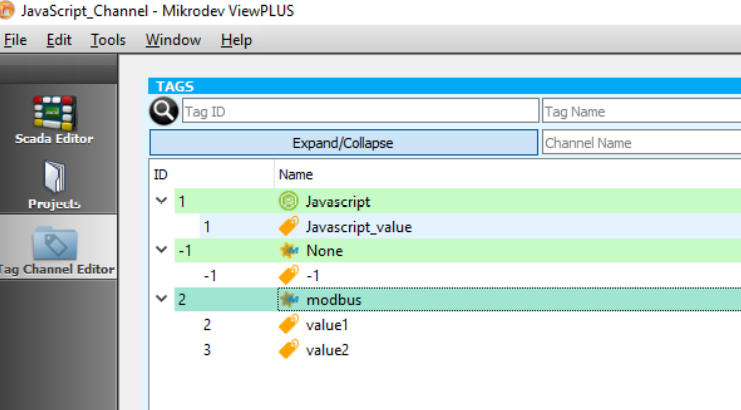 JavaScript_Channel - Mikrodev ViewPLUS
File Edit Tools Window Help
TAGS
Tag ID Tag Name
Expand/Collapse Channel Name
Scada Editor
Projects
Tag Channel Editor
ID Name
1 Javascript
1 Javascript_value
-1 None
-1 -1
2 modbus
2 value1
3 value2